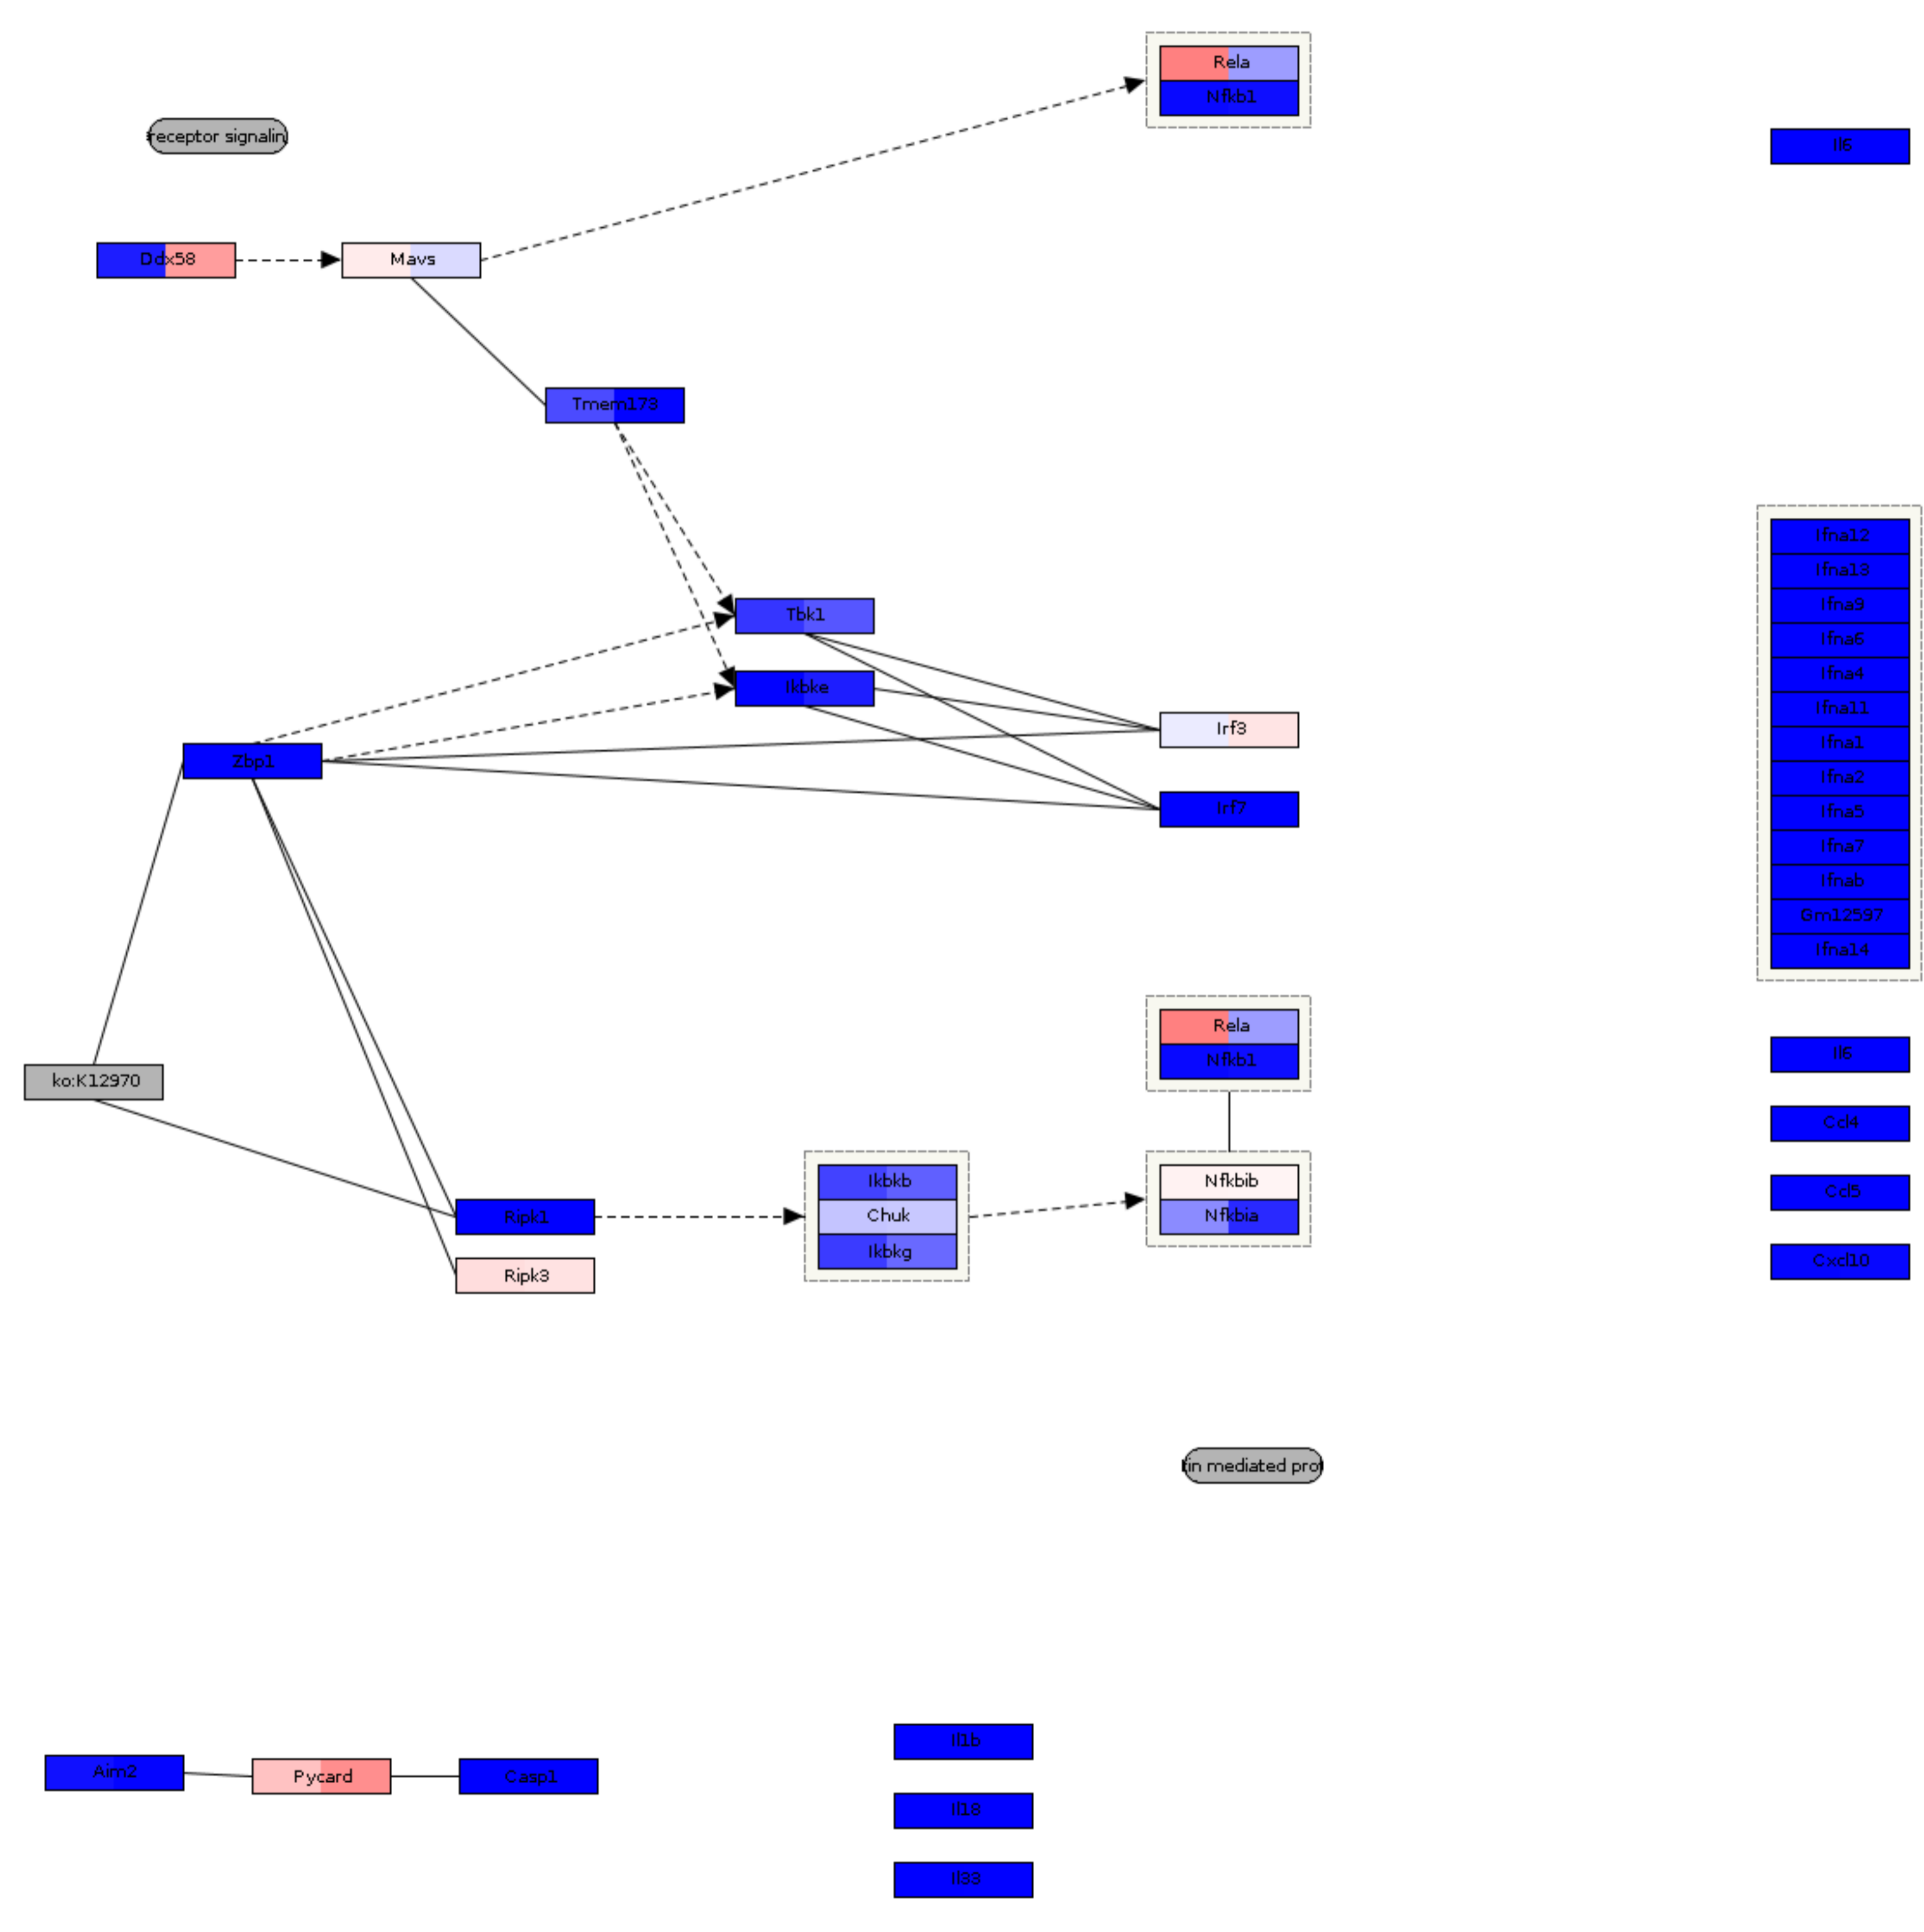 Rela
Nfkb1
receptor signalin
Il6
Ddx58
Mavs
Tmem173
Ifna12
Ifna13
Ifna9
Ifna6
Ifna4
Ifna11
Ifna1
Ifna2
Ifna5
Ifna7
Ifnab
Gm12597
Ifna14
Tbk1
Ikbke
Irf3
Zbp1
Irf7
Rela
Nfkb1
Il6
ko:K12970
Ccl4
Ikbkb
Chuk
Ikbkg
Nfkbib
Nfkbia
Ccl5
Ripk1
Cxcl10
Ripk3
tin mediated prot
Il1b
Aim2
Pycard
Casp1
Il18
Il33